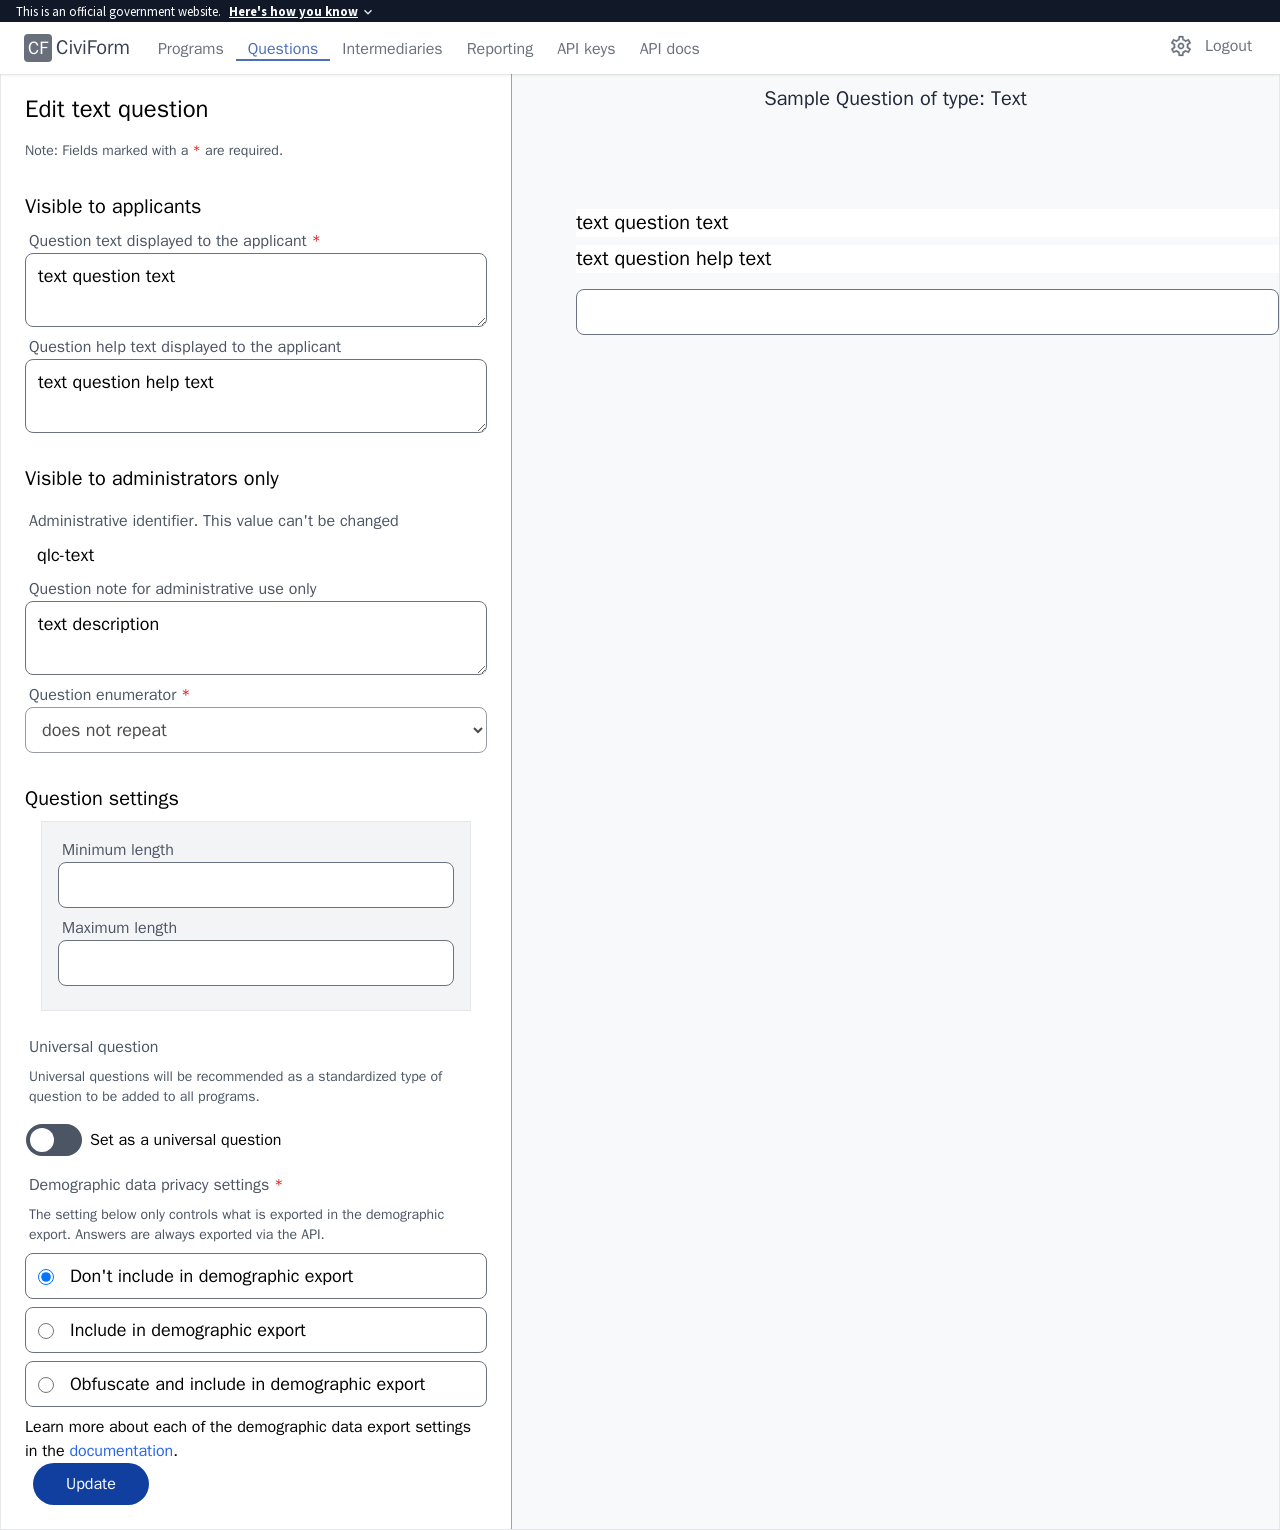 This is an official government website. Here's how you know
CF CiviForm Programs Questions Intermediaries Reporting API keys API docs Logout
Edit text question
Note: Fields marked with a * are required.
Visible to applicants
Question text displayed to the applicant *
text question text
Question help text displayed to the applicant
text question help text
Visible to administrators only
Administrative identifier. This value can't be changed
qlc-text
Question note for administrative use only
text description
Question enumerator *
does not repeat
Question settings
Minimum length
Maximum length
Universal question
Universal questions will be recommended as a standardized type of
question to be added to all programs.
Set as a universal question
Demographic data privacy settings *
The setting below only controls what is exported in the demographic
export. Answers are always exported via the API.
Don't include in demographic export
Include in demographic export
Obfuscate and include in demographic export
Learn more about each of the demographic data export settings
in the documentation.
Update
Sample Question of type: Text
text question text
text question help text